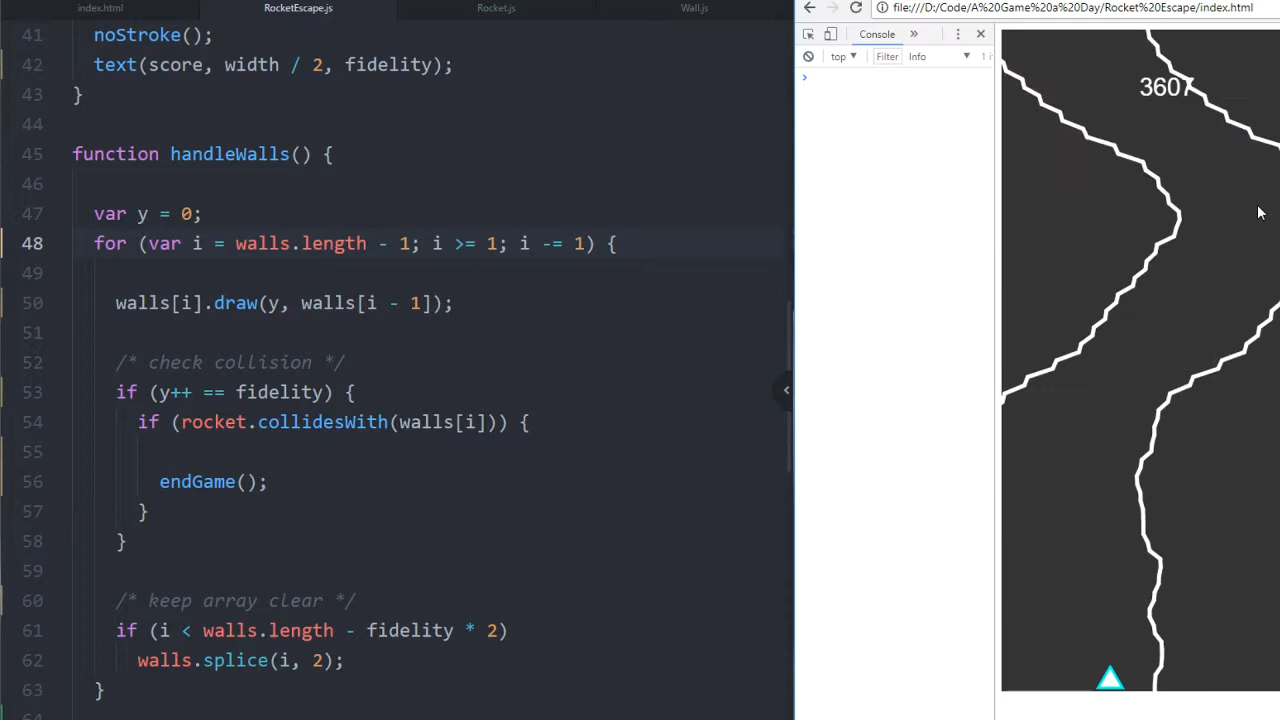 index.html
RocketEscape.js
Rocket.js
Wall.js
41 noStroke();
42 text(score, width / 2, fidelity);
43 }
44
45 function handleWalls() {
46
47 var y = 0;
48 for (var i = walls.length - 1; i >= 1; i -= 1) {
49
50 walls[i].draw(y, walls[i - 1]);
51
52 /* check collision */
53 if (y++ == fidelity) {
54 if (rocket.collidesWith(walls[i])) {
55
56 endGame();
57 }
58 }
59
60 /* keep array clear */
61 if (i < walls.length - fidelity * 2)
62 walls.splice(i, 2);
63 }
file:///D:/Code/A%20Game%20a%20Day/Rocket%20Escape/index.html
Console »
top ▼ Filter Info ▼ 1 i
>
3607